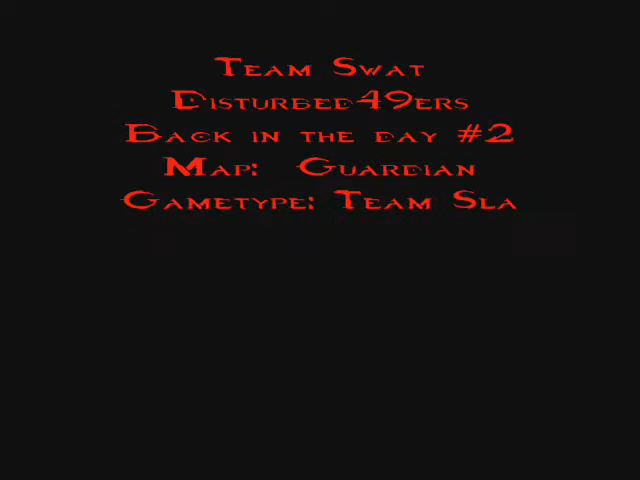 Team Swat
Disturbed49ers
Back in the day #2
Map: Guardian
Gametype: Team Sla